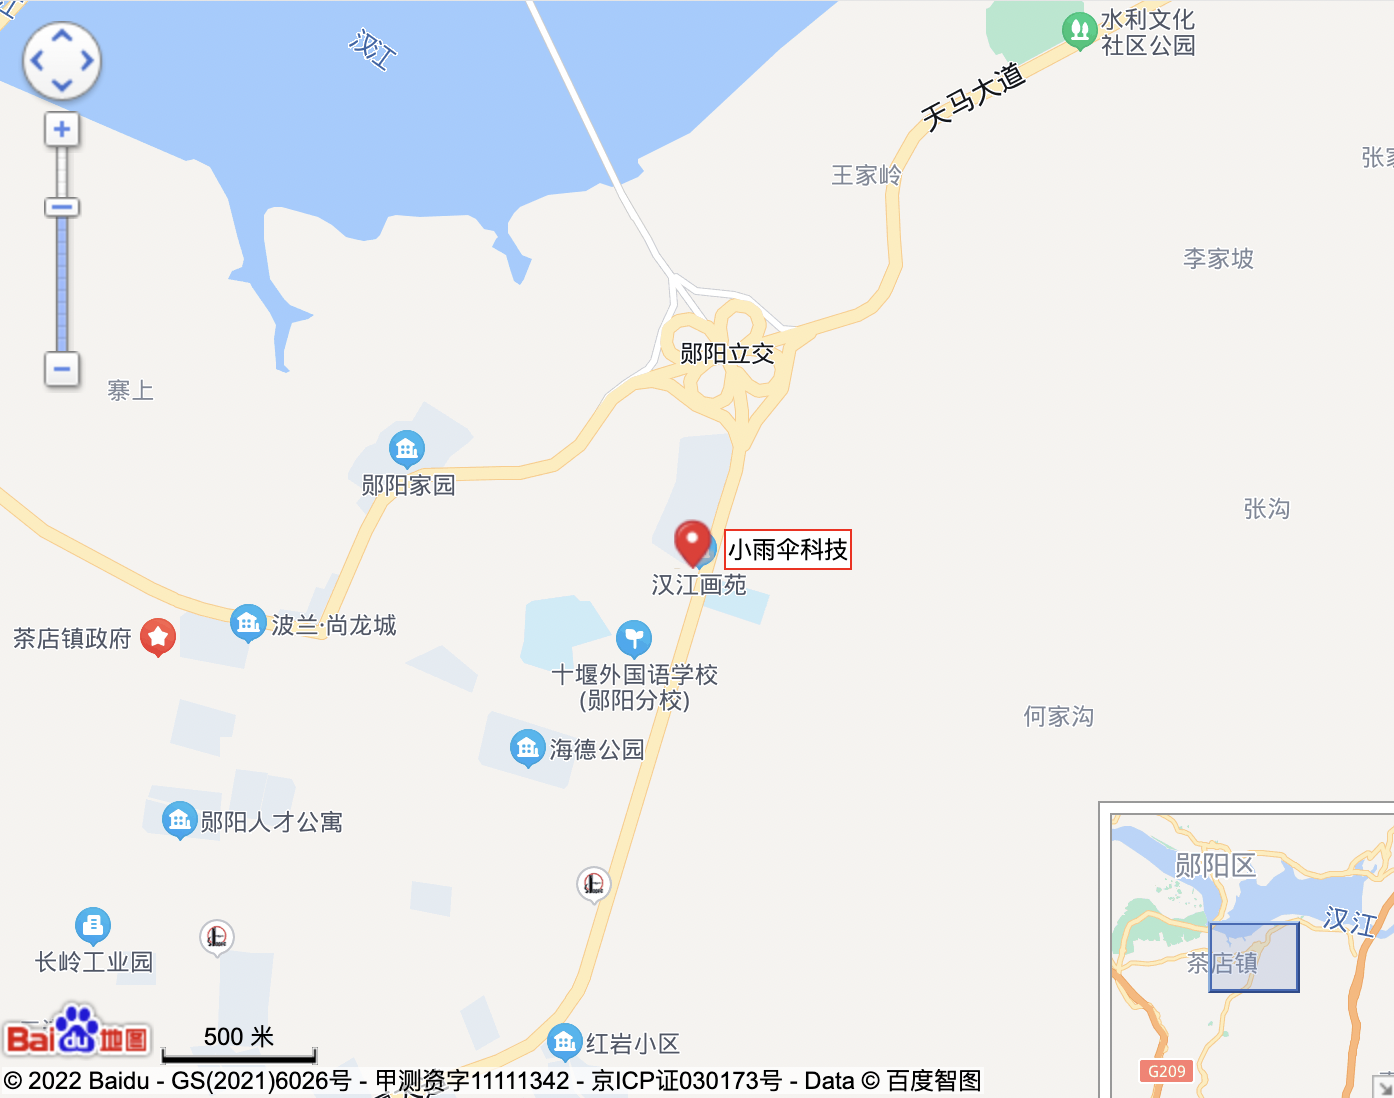 汉江
水利文化
社区公园
天马大道
王家岭
李家坡
郧阳立交
寨上
郧阳家园
张沟
小雨伞科技
汉江画苑
茶店镇政府
波兰·尚龙城
十堰外国语学校
(郧阳分校)
何家沟
海德公园
郧阳人才公寓
郧阳区
汉江
茶店镇
长岭工业园
Bai du 地图
500 米
红岩小区
G209
© 2022 Baidu - GS(2021)6026号 - 甲测资字11111342 - 京ICP证030173号 - Data © 百度智图